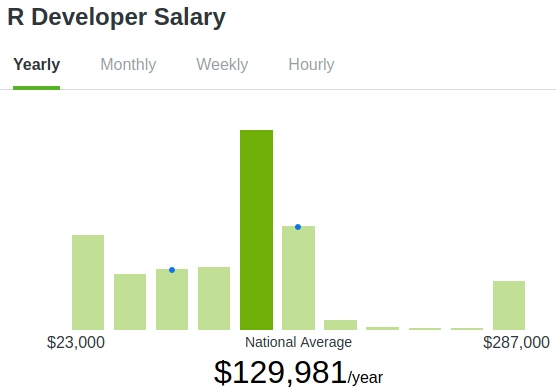 R Developer Salary
Yearly Monthly Weekly Hourly
$23,000 National Average $287,000
$129,981/year